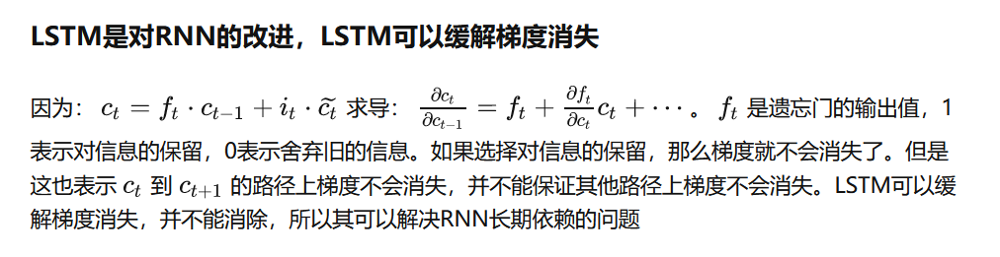 LSTM是对RNN的改进，LSTM可以缓解梯度消失
因为： $c_t = f_t \cdot c_{t-1} + i_t \cdot \widetilde{c_t}$ 求导： $\frac{\partial c_t}{\partial c_{t-1}} = f_t + \frac{\partial f_t}{\partial c_t} c_t + \cdots$ 。 $f_t$ 是遗忘门的输出值，1
表示对信息的保留，0表示舍弃旧的信息。如果选择对信息的保留，那么梯度就不会消失了。但是
这也表示 $c_t$ 到 $c_{t+1}$ 的路径上梯度不会消失，并不能保证其他路径上梯度不会消失。LSTM可以缓
解梯度消失，并不能消除，所以其可以解决RNN长期依赖的问题